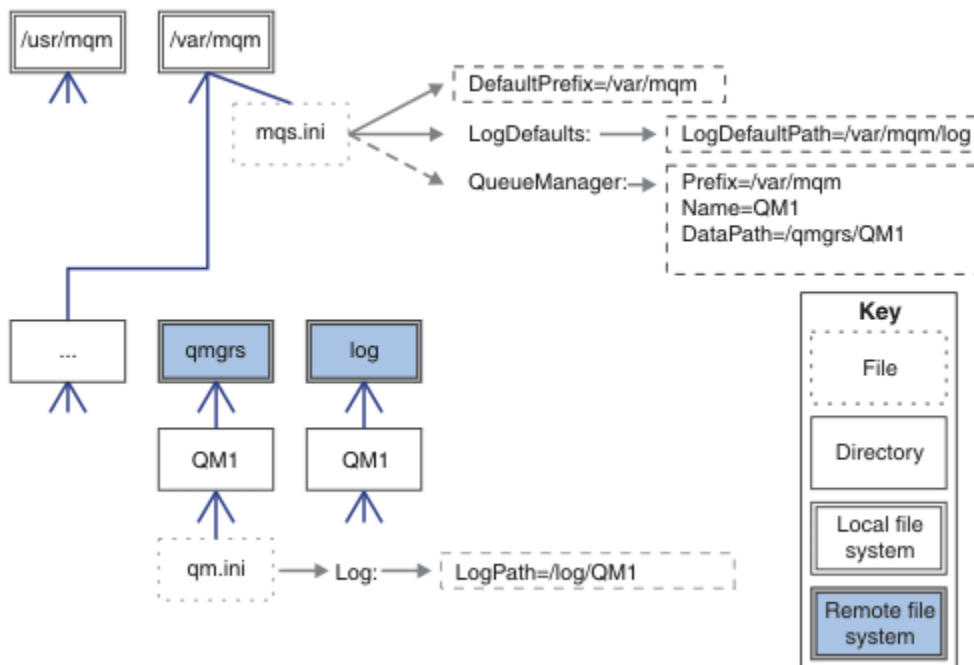 /usr/mqm
/var/mqm
DefaultPrefix=/var/mqm
mqs.ini
LogDefaults:
LogDefaultPath=/var/mqm/log
QueueManager:
Prefix=/var/mqm
Name=QM1
DataPath=/qmgrs/QM1
...
qmgrs
log
QM1
QM1
qm.ini
Log:
LogPath=/log/QM1
Key
File
Directory
Local file
system
Remote file
system